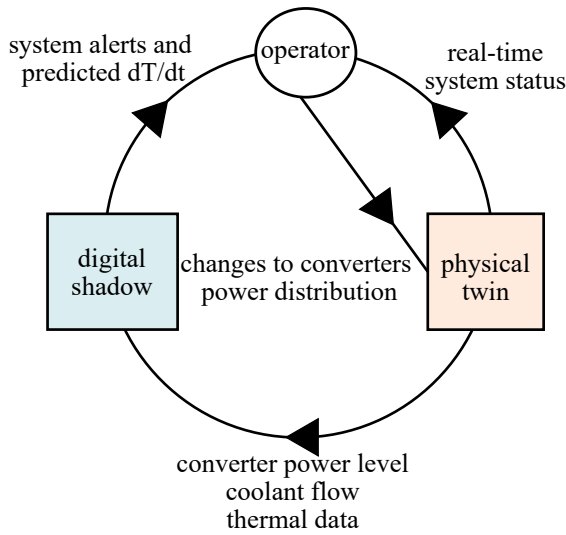 operator
system alerts and
predicted dT/dt
real-time
system status
digital
shadow
changes to converters
power distribution
physical
twin
converter power level
coolant flow
thermal data